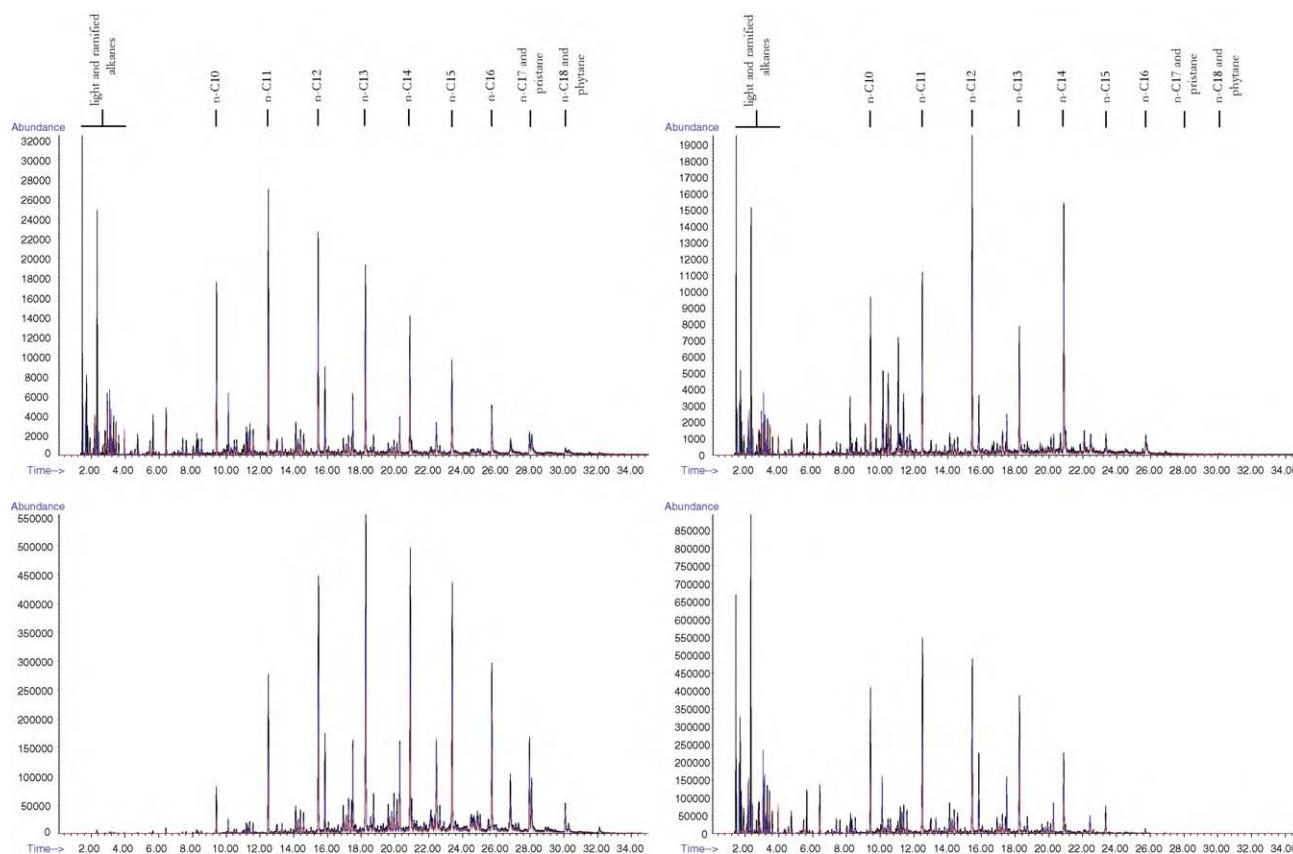 light and ramified
alkanes
n-C10
n-C11
n-C12
n-C13
n-C14
n-C15
n-C16
n-C17 and
pristane
n-C18 and
phytane
light and ramified
alkanes
n-C10
n-C11
n-C12
n-C13
n-C14
n-C15
n-C16
n-C17 and
pristane
n-C18 and
phytane
Abundance
32000
30000
28000
26000
24000
22000
20000
18000
16000
14000
12000
10000
8000
6000
4000
2000
0
2.00 4.00 6.00 8.00 10.00 12.00 14.00 16.00 18.00 20.00 22.00 24.00 26.00 28.00 30.00 32.00 34.00
Time-->
Abundance
19000
18000
17000
16000
15000
14000
13000
12000
11000
10000
9000
8000
7000
6000
5000
4000
3000
2000
1000
0
2.00 4.00 6.00 8.00 10.00 12.00 14.00 16.00 18.00 20.00 22.00 24.00 26.00 28.00 30.00 32.00 34.00
Time-->
Abundance
550000
500000
450000
400000
350000
300000
250000
200000
150000
100000
50000
0
Time--> 2.00 4.00 6.00 8.00 10.00 12.00 14.00 16.00 18.00 20.00 22.00 24.00 26.00 28.00 30.00 32.00 34.00
Abundance
850000
800000
750000
700000
650000
600000
550000
500000
450000
400000
350000
300000
250000
200000
150000
100000
50000
0
Time--> 2.00 4.00 6.00 8.00 10.00 12.00 14.00 16.00 18.00 20.00 22.00 24.00 26.00 28.00 30.00 32.00 34.00